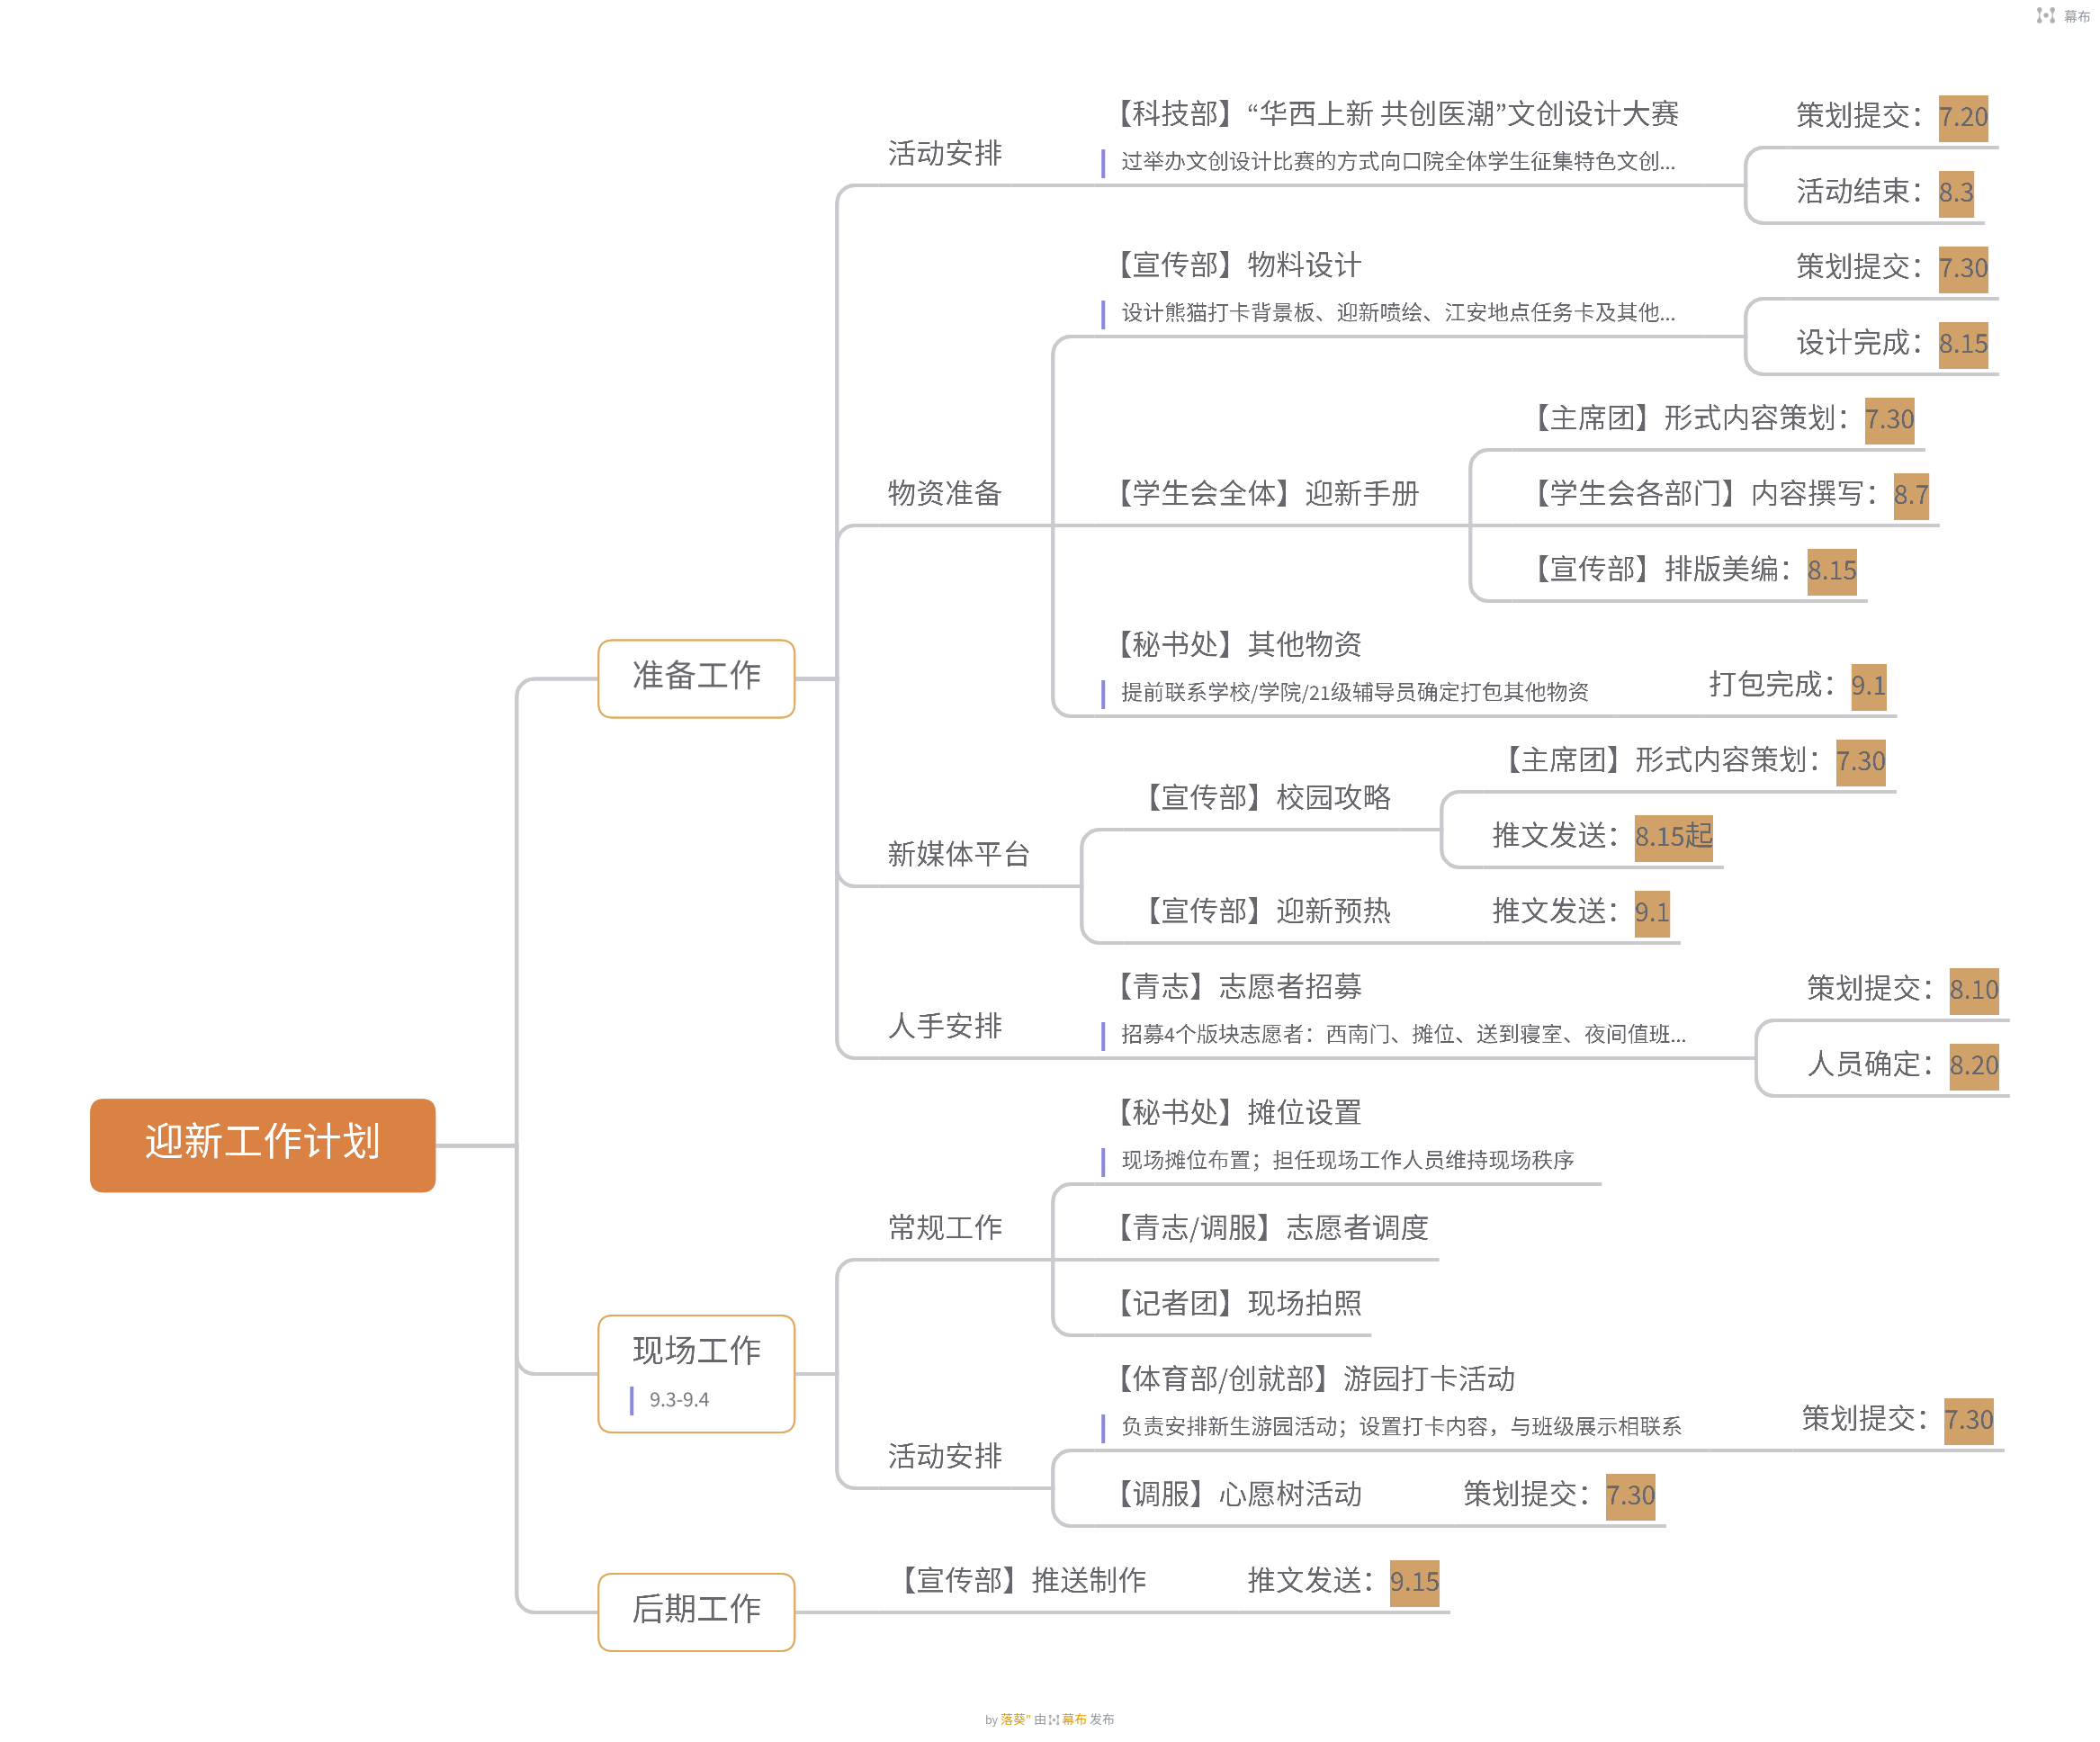 幕布
迎新工作计划
准备工作
活动安排
【科技部】“华西上新 共创医潮”文创设计大赛
过举办文创设计比赛的方式向口院全体学生征集特色文创...
策划提交：7.20
活动结束：8.3
物资准备
【宣传部】物料设计
设计熊猫打卡背景板、迎新喷绘、江安地点任务卡及其他...
策划提交：7.30
设计完成：8.15
【学生会全体】迎新手册
【主席团】形式内容策划：7.30
【学生会各部门】内容撰写：8.7
【宣传部】排版美编：8.15
【秘书处】其他物资
提前联系学校/学院/21级辅导员确定打包其他物资
打包完成：9.1
新媒体平台
【宣传部】校园攻略
【主席团】形式内容策划：7.30
推文发送：8.15起
【宣传部】迎新预热
推文发送：9.1
人手安排
【青志】志愿者招募
招募4个版块志愿者：西南门、摊位、送到寝室、夜间值班...
策划提交：8.10
人员确定：8.20
现场工作
9.3-9.4
常规工作
【秘书处】摊位设置
现场摊位布置；担任现场工作人员维持现场秩序
【青志/调服】志愿者调度
【记者团】现场拍照
活动安排
【体育部/创就部】游园打卡活动
负责安排新生游园活动；设置打卡内容，与班级展示相联系
策划提交：7.30
【调服】心愿树活动
策划提交：7.30
后期工作
【宣传部】推送制作
推文发送：9.15
by 落葵” 由 幕布 发布